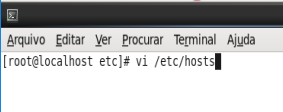 Arquivo Editar Ver Procurar Terminal Ajuda
[root@localhost etc]# vi /etc/hosts